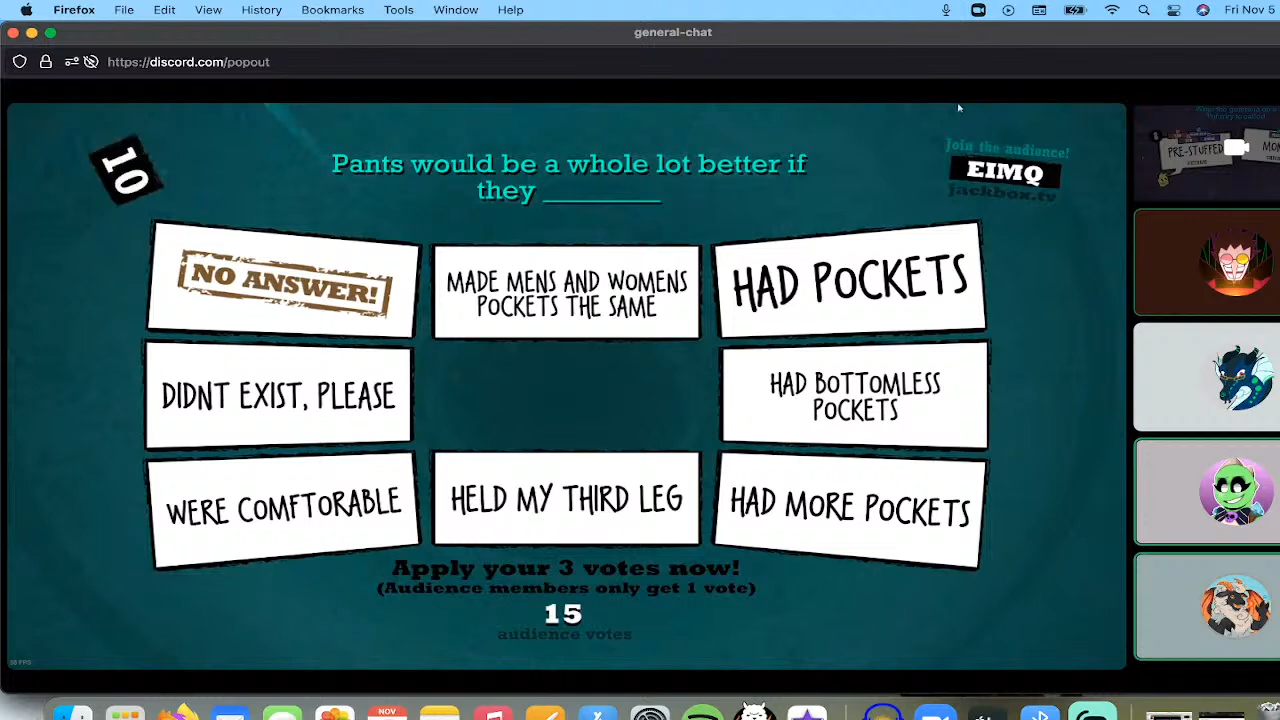 Firefox File Edit View History Bookmarks Tools Window Help Fri Nov 5
general-chat
https://discord.com/popout
10
Pants would be a whole lot better if
they ________
Join the audience!
EIMQ
jackbox.tv
NO ANSWER!
MADE MENS AND WOMENS
POCKETS THE SAME
HAD POCKETS
DIDNT EXIST, PLEASE
HAD BOTTOMLESS
POCKETS
WERE COMFTORABLE
HELD MY THIRD LEG
HAD MORE POCKETS
Apply your 3 votes now!
(Audience members only get 1 vote)
15
audience votes
PRE-STUFFED
NOV